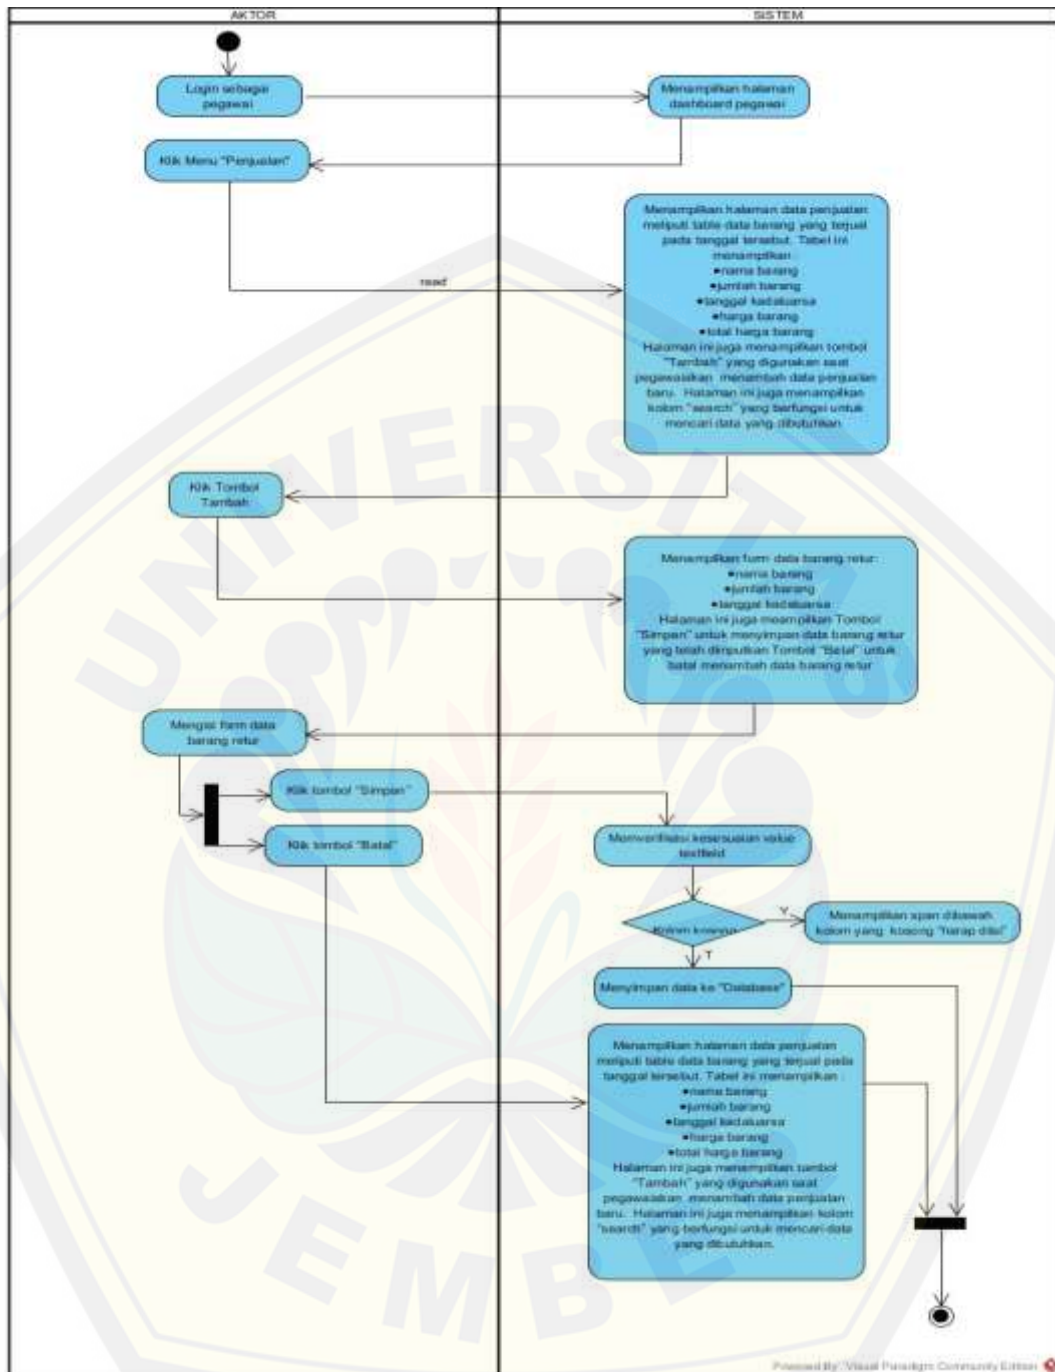 AKTOR
SISTEM
Login sebagai
pegawai
Menampilkan halaman
dashboard pegawai
Klik Menu "Penjualan"
Menampilkan halaman data penjualan
meliputi table data barang yang terjual
pada tanggal tersebut. Tabel ini
menampilkan :
•nama barang
•jumlah barang
•tanggal kadaluarsa
•harga barang
•total harga barang
Halaman ini juga menampilkan tombol
"Tambah" yang digunakan saat
pegawaiakan menambah data penjualan
baru. Halaman ini juga menampilkan
kolom "search" yang berfungsi untuk
mencari data yang dibutuhkan
read
Klik Tombol
Tambah
Menampilkan form data barang retur:
•nama barang
•jumlah barang
•tanggal kadaluarsa
Halaman ini juga meampilkan Tombol
"Simpan" untuk menyimpan data barang retur
yang telah diinputkan Tombol "Batal" untuk
batal menambah data barang retur
Mengisi form data
barang retur
Klik tombol "Simpan"
Klik tombol "Batal"
Memverifikasi kesesuaian value
textfield
Kolom kosong
Y
Menampilkan span dibawah
kolom yang kosong "harap diisi"
T
Menyimpan data ke "Database"
Menampilkan halaman data penjualan
meliputi table data barang yang terjual pada
tanggal tersebut. Tabel ini menampilkan :
•nama barang
•jumlah barang
•tanggal kadaluarsa
•harga barang
•total harga barang
Halaman ini juga menampilkan tombol
"Tambah" yang digunakan saat
pegawaiakan menambah data penjualan
baru. Halaman ini juga menampilkan kolom
"search" yang berfungsi untuk mencari data
yang dibutuhkan.
UNIVERSITAS
JEMBER
Powered By: Visual Paradigm Community Edition